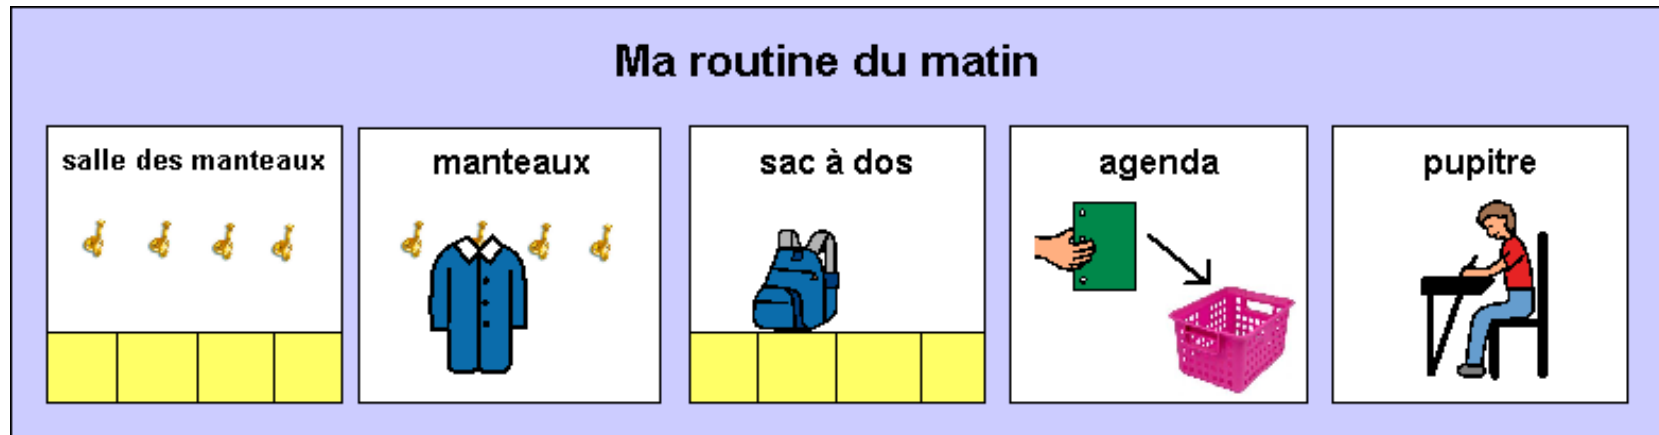 Ma routine du matin
salle des manteaux
manteaux
sac à dos
agenda
pupitre